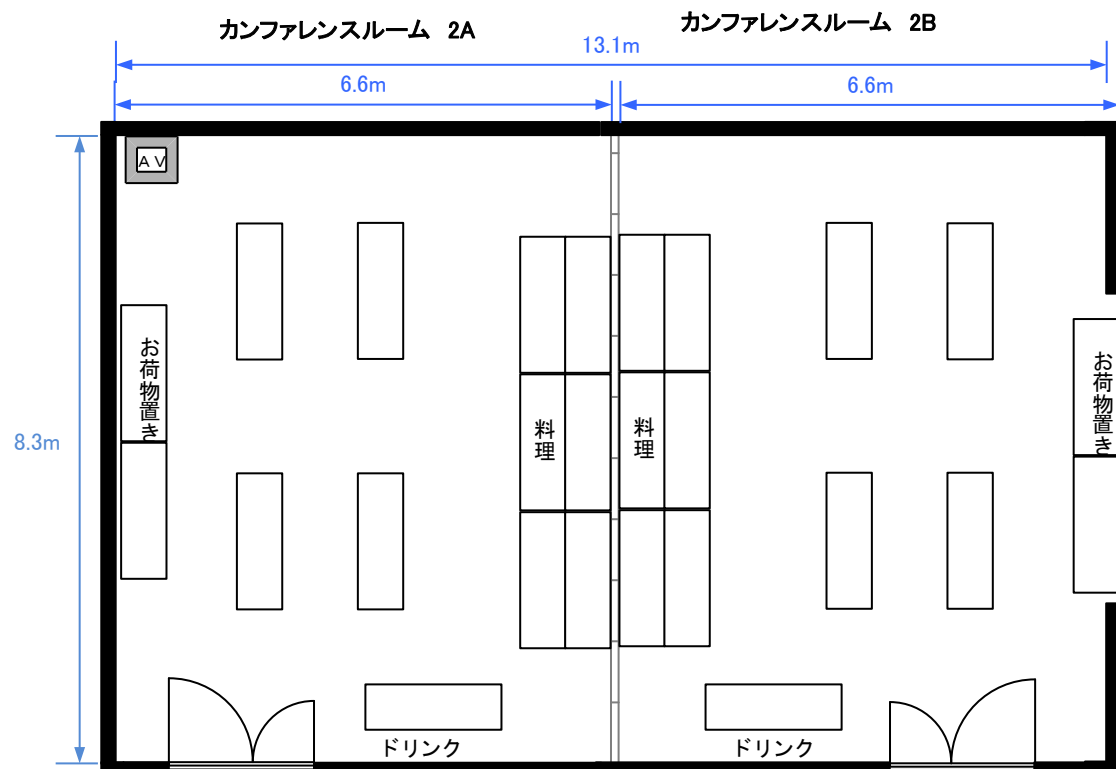 カンファレンスルーム 2A
カンファレンスルーム 2B
13.1m
6.6m
6.6m
AV
8.3m
お荷物置き
料理
料理
お荷物置き
ドリンク
ドリンク